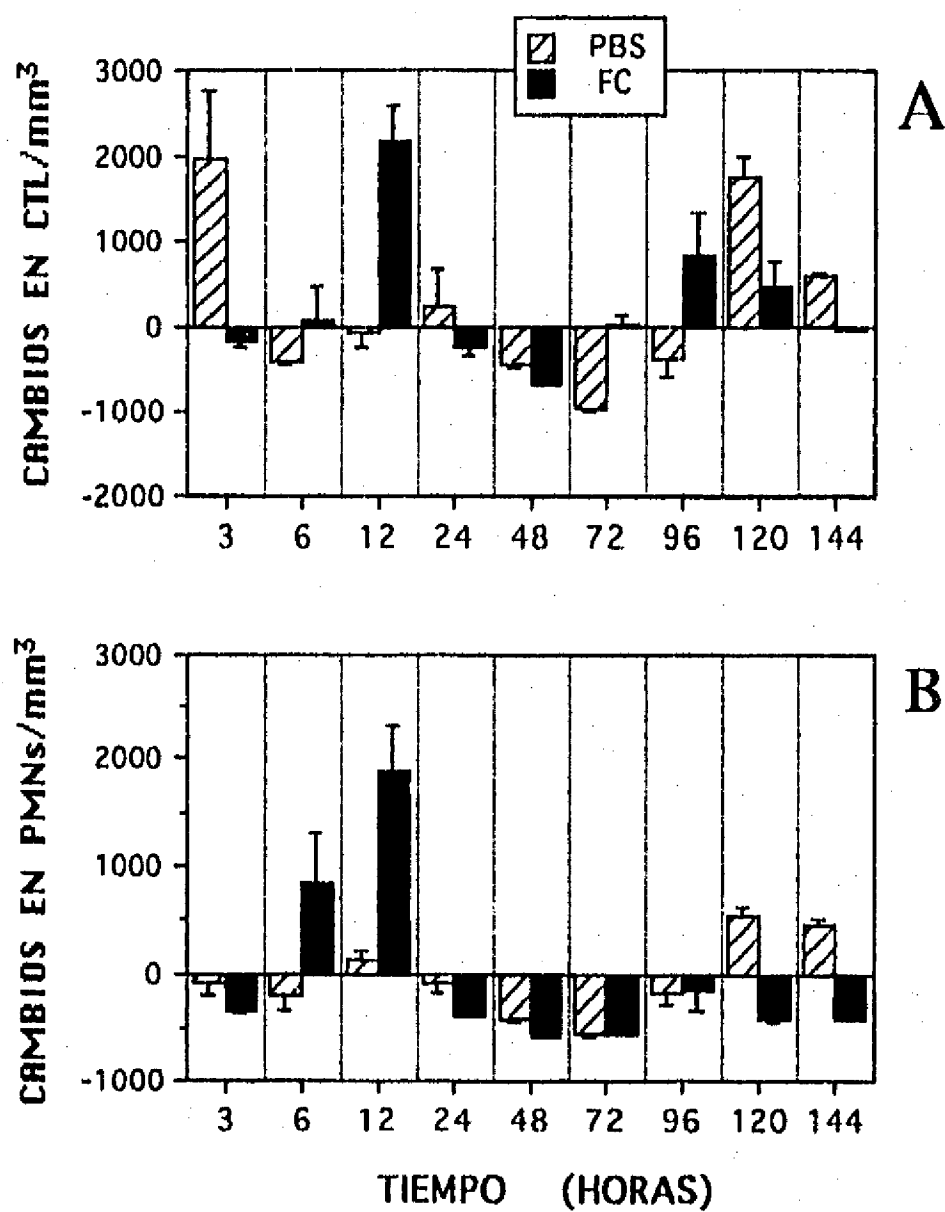 PBS
FC
A
CAMBIOS EN CTL/mm³
3000
2000
1000
0
-1000
-2000
3 6 12 24 48 72 96 120 144
B
CAMBIOS EN PMNs/mm³
3000
2000
1000
0
-1000
3 6 12 24 48 72 96 120 144
TIEMPO (HORAS)